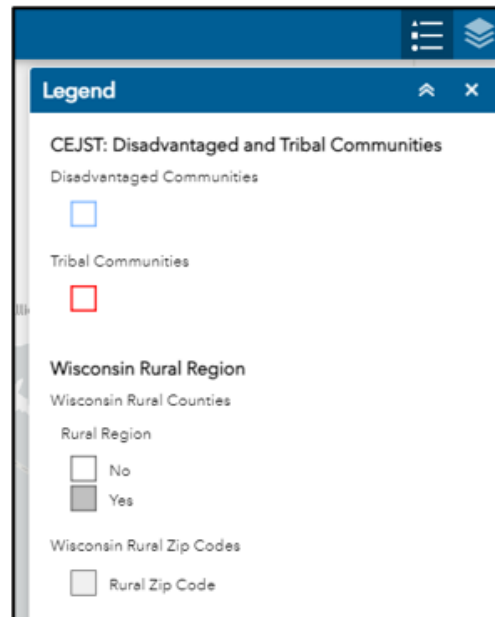 Legend
CEJST: Disadvantaged and Tribal Communities
Disadvantaged Communities
Tribal Communities
Wisconsin Rural Region
Wisconsin Rural Counties
Rural Region
No
Yes
Wisconsin Rural Zip Codes
Rural Zip Code